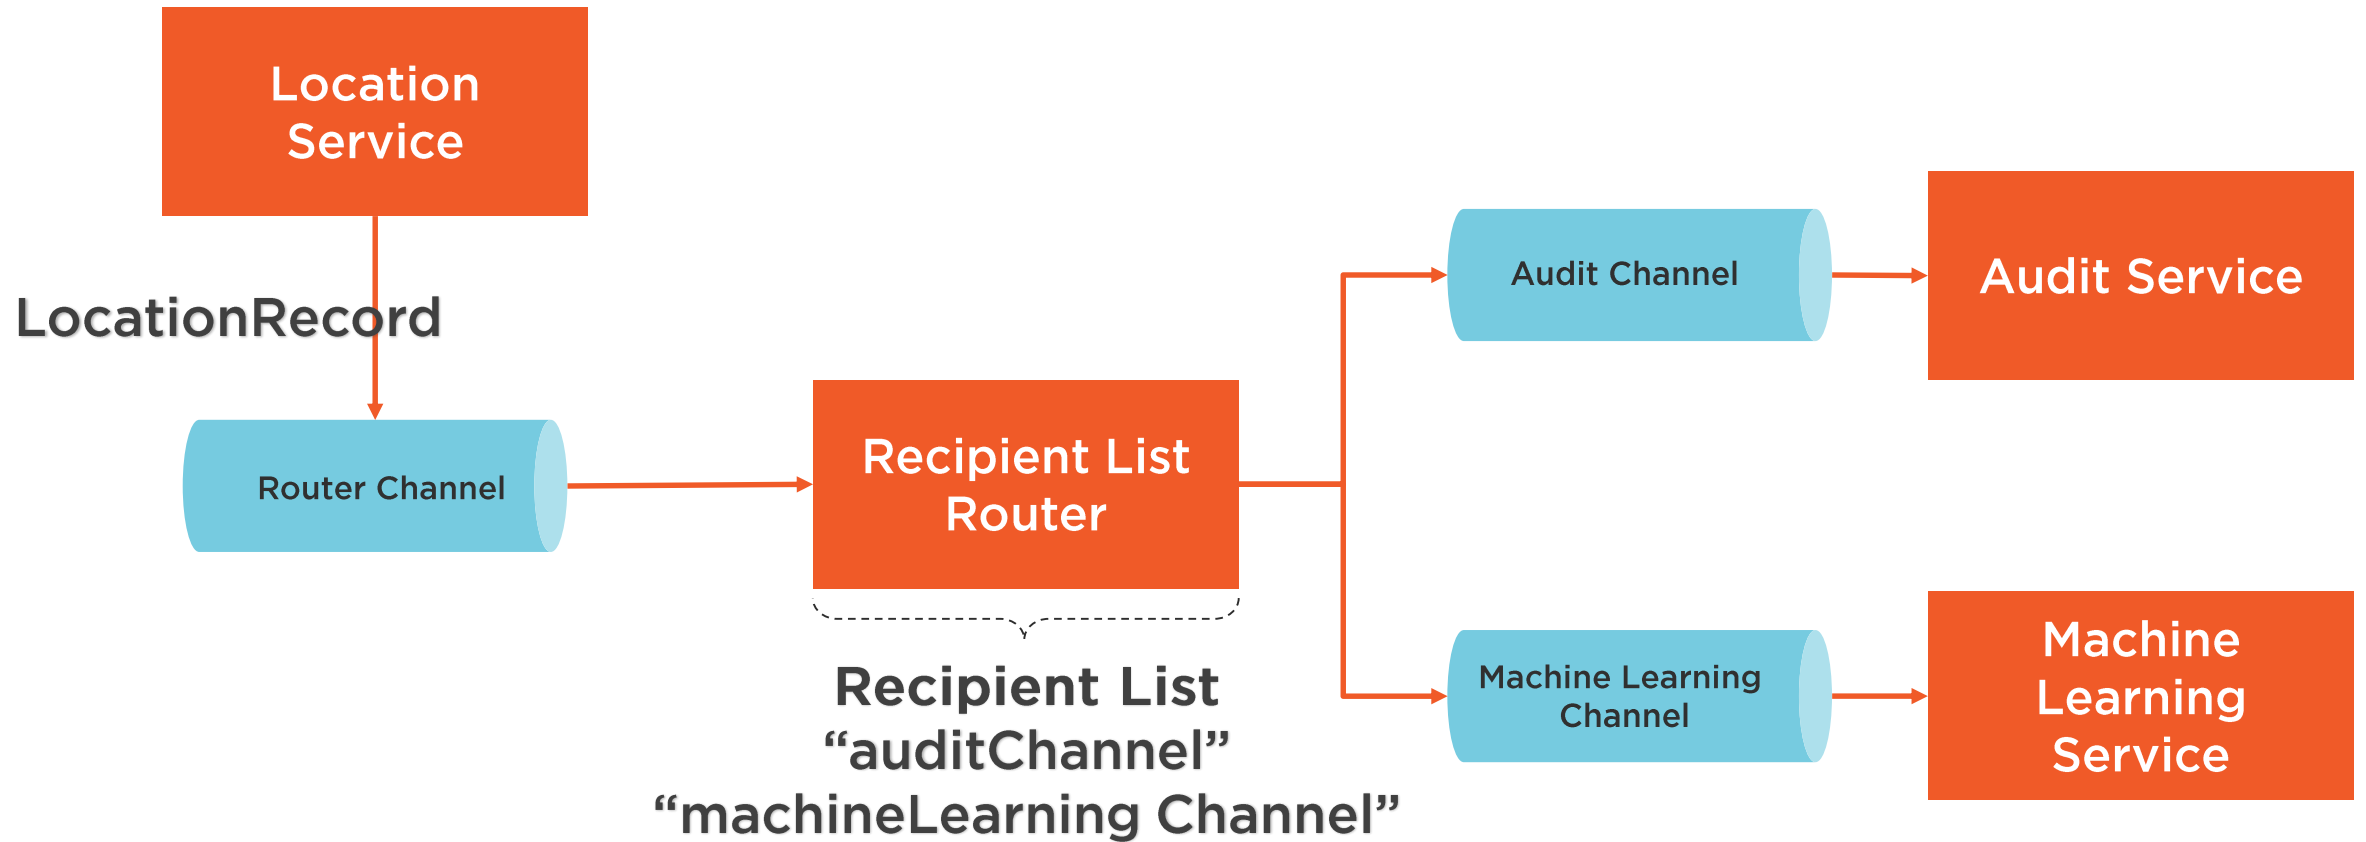 Location
Service
LocationRecord
Router Channel
Recipient List
Router
Recipient List
“auditChannel”
“machineLearning Channel”
Audit Channel
Audit Service
Machine Learning
Channel
Machine
Learning
Service